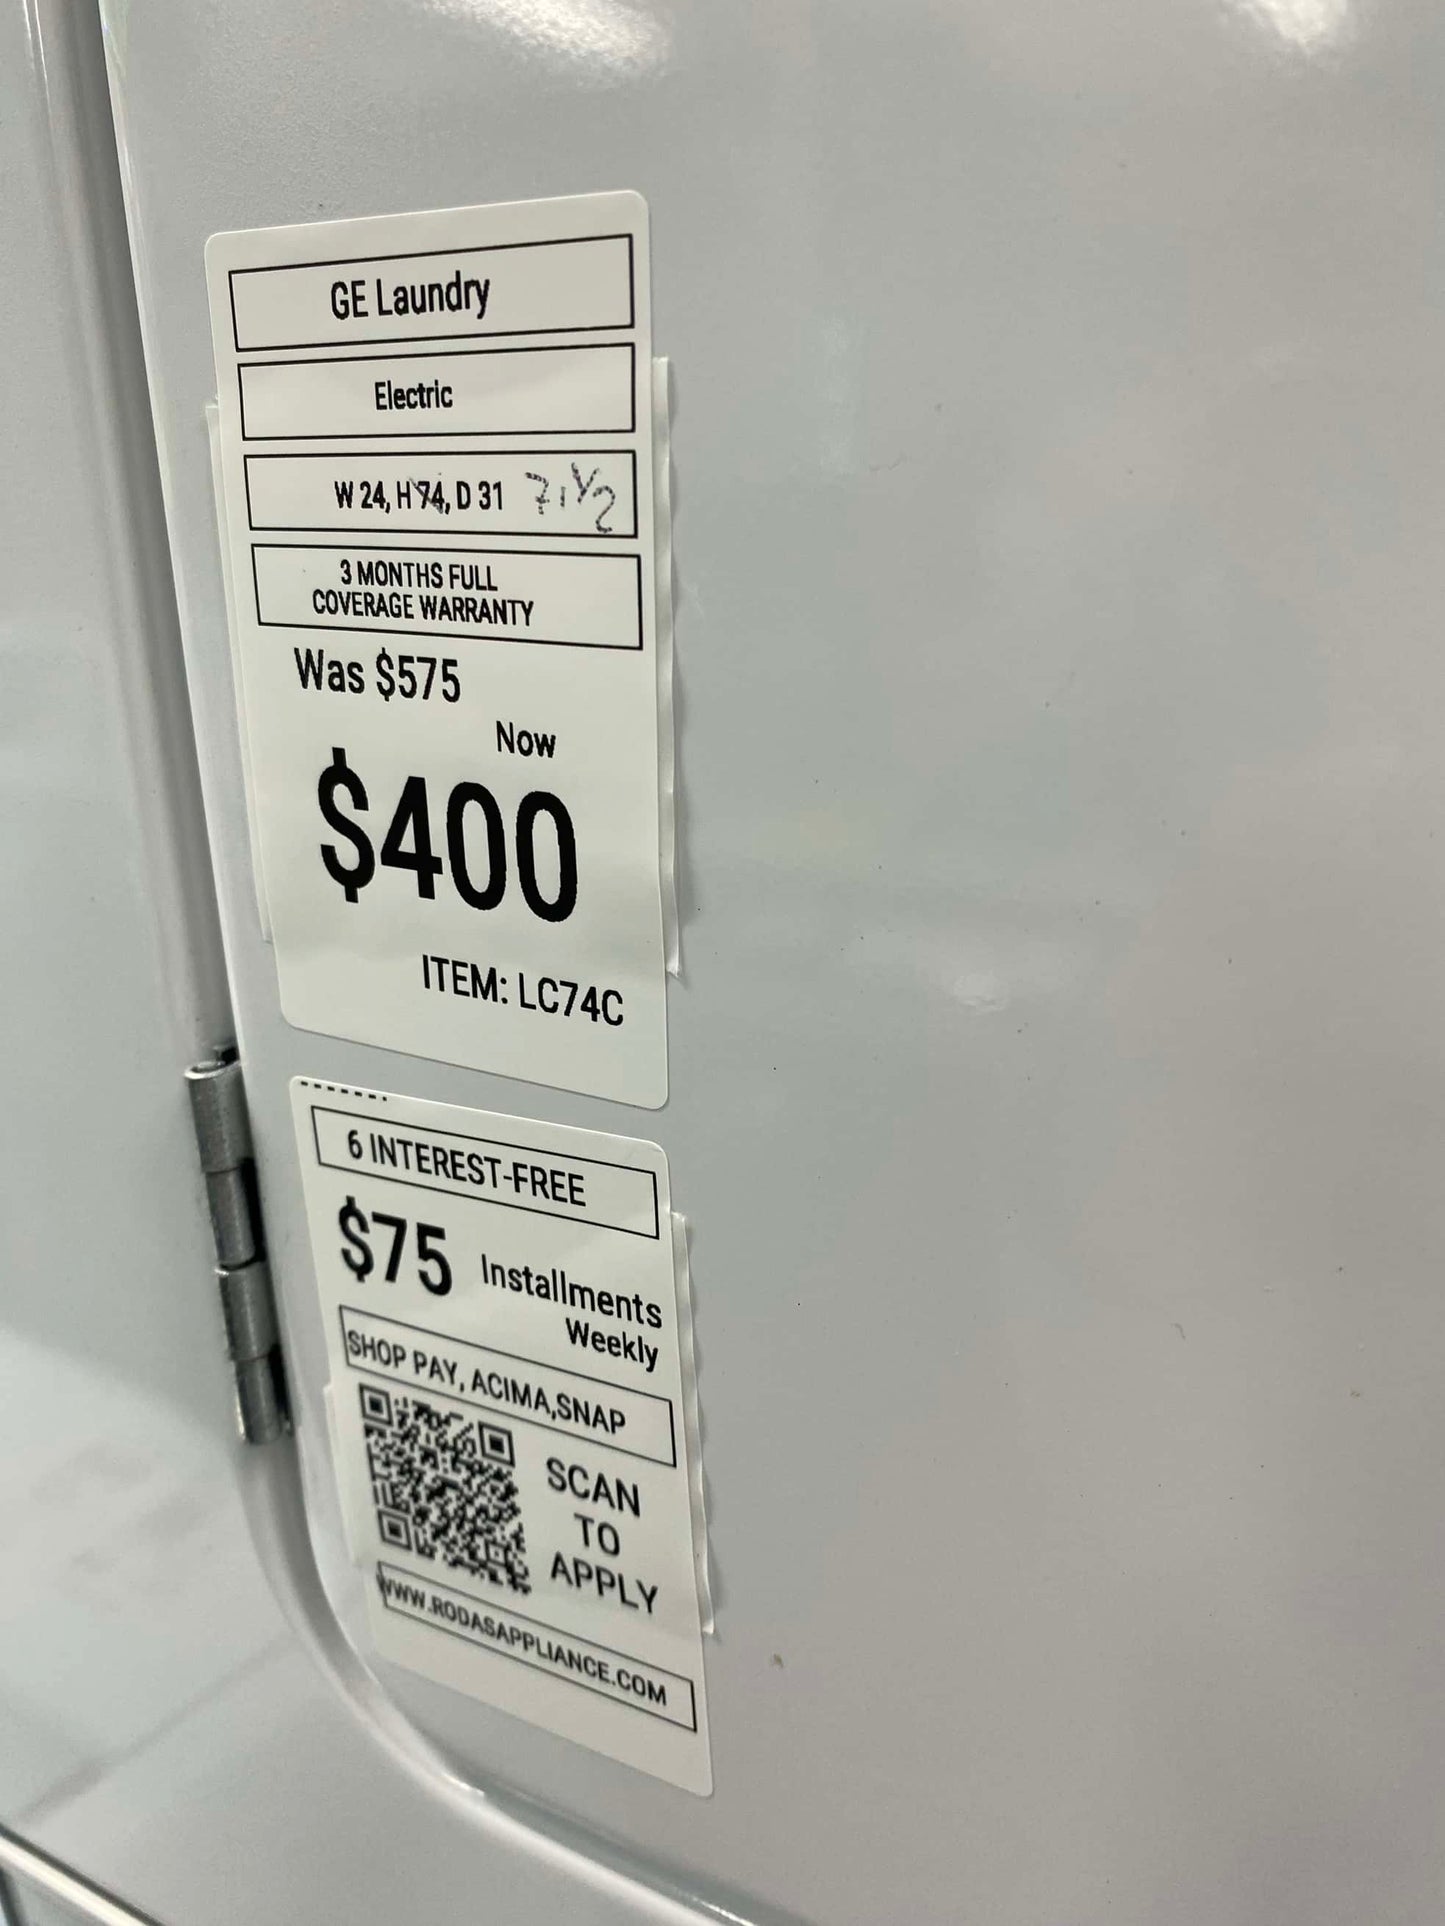 GE Laundry
Electric
W 24, H 74, D 31 71 1/2
3 MONTHS FULL
COVERAGE WARRANTY
Was $575
Now
$400
ITEM: LC74C
6 INTEREST-FREE
$75 Installments
Weekly
SHOP PAY, ACIMA,SNAP
SCAN
TO
APPLY
WWW.RODASAPPLIANCE.COM